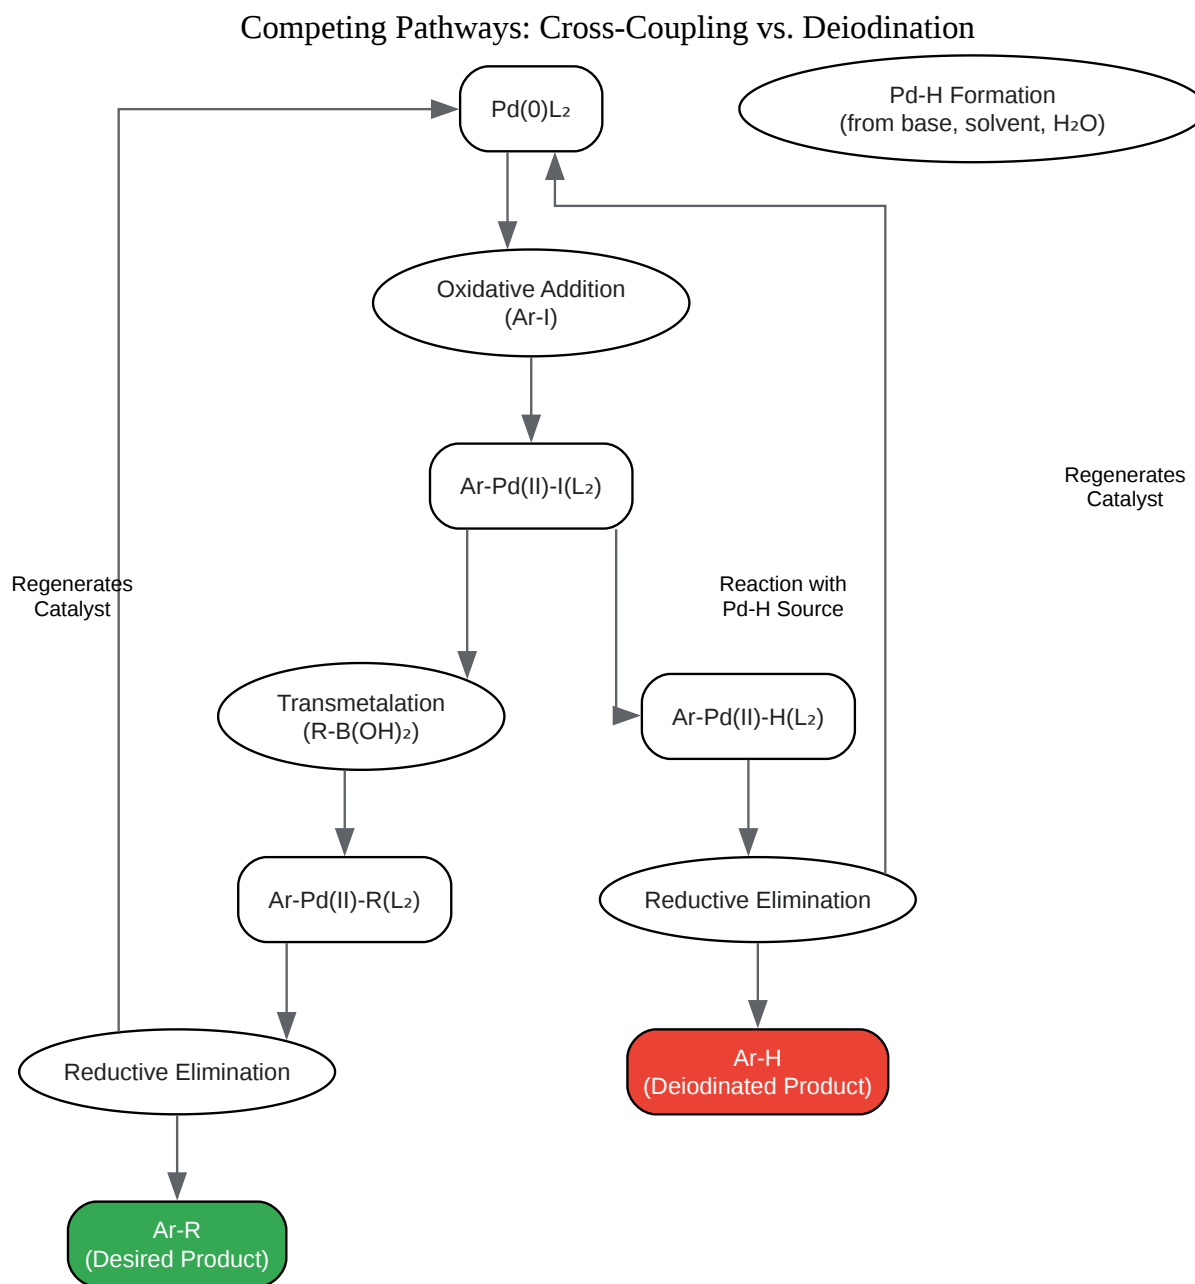 Competing Pathways: Cross-Coupling vs. Deiodination
Pd(0)L₂
Pd-H Formation
(from base, solvent, H₂O)
Oxidative Addition
(Ar-I)
Ar-Pd(II)-I(L₂)
Regenerates
Catalyst
Regenerates
Catalyst
Reaction with
Pd-H Source
Transmetalation
(R-B(OH)₂)
Ar-Pd(II)-H(L₂)
Ar-Pd(II)-R(L₂)
Reductive Elimination
Reductive Elimination
Ar-H
(Deiodinated Product)
Ar-R
(Desired Product)